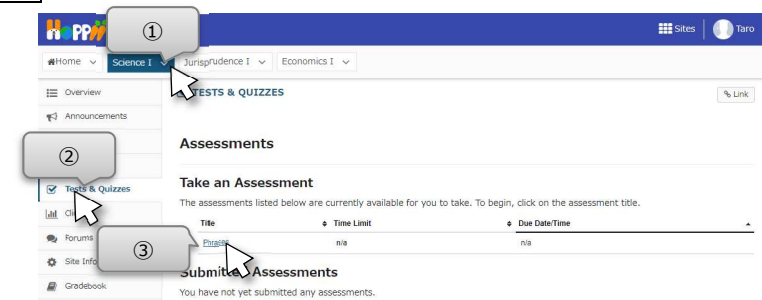 HoPPii
①
Sites
Taro
Home
Science I
Jurisprudence I
Economics I
Overview
TESTS & QUIZZES
Link
Announcements
Assessments
②
Take an Assessment
Tests & Quizzes
The assessments listed below are currently available for you to take. To begin, click on the assessment title.
Title
Time Limit
Due Date/Time
Forums
③
Phrases
n/a
n/a
Site Info
Submitted Assessments
Gradebook
You have not yet submitted any assessments.